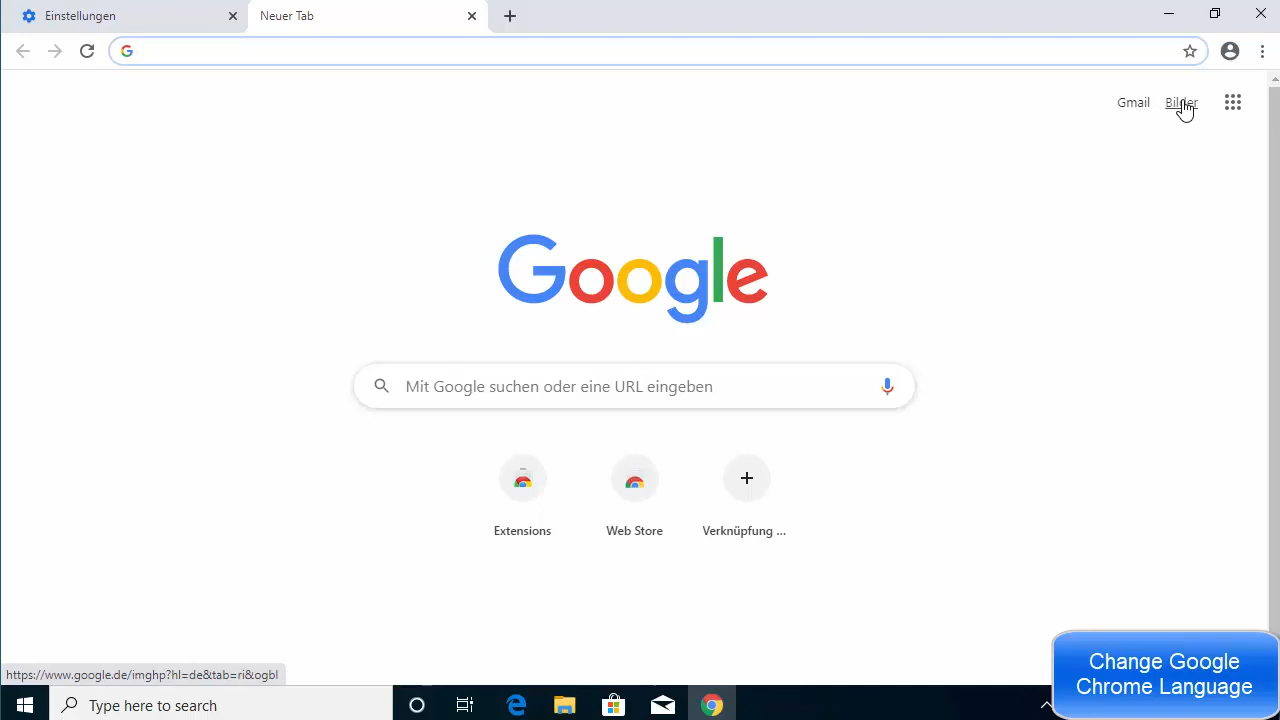 Einstellungen
Neuer Tab
Gmail
Bilder
Google
Mit Google suchen oder eine URL eingeben
Extensions
Web Store
Verknüpfung ...
https://www.google.de/imghp?hl=de&tab=ri&ogbl
Type here to search
Change Google
Chrome Language